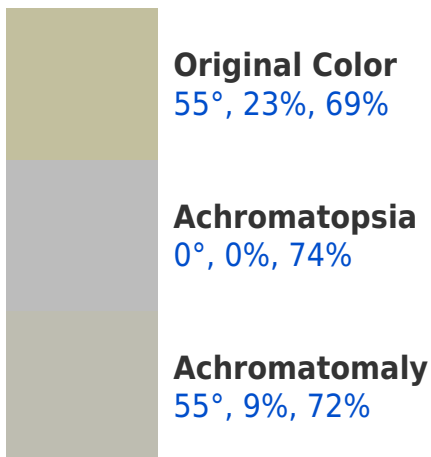 Original Color
55°, 23%, 69%
Achromatopsia
0°, 0%, 74%
Achromatomaly
55°, 9%, 72%